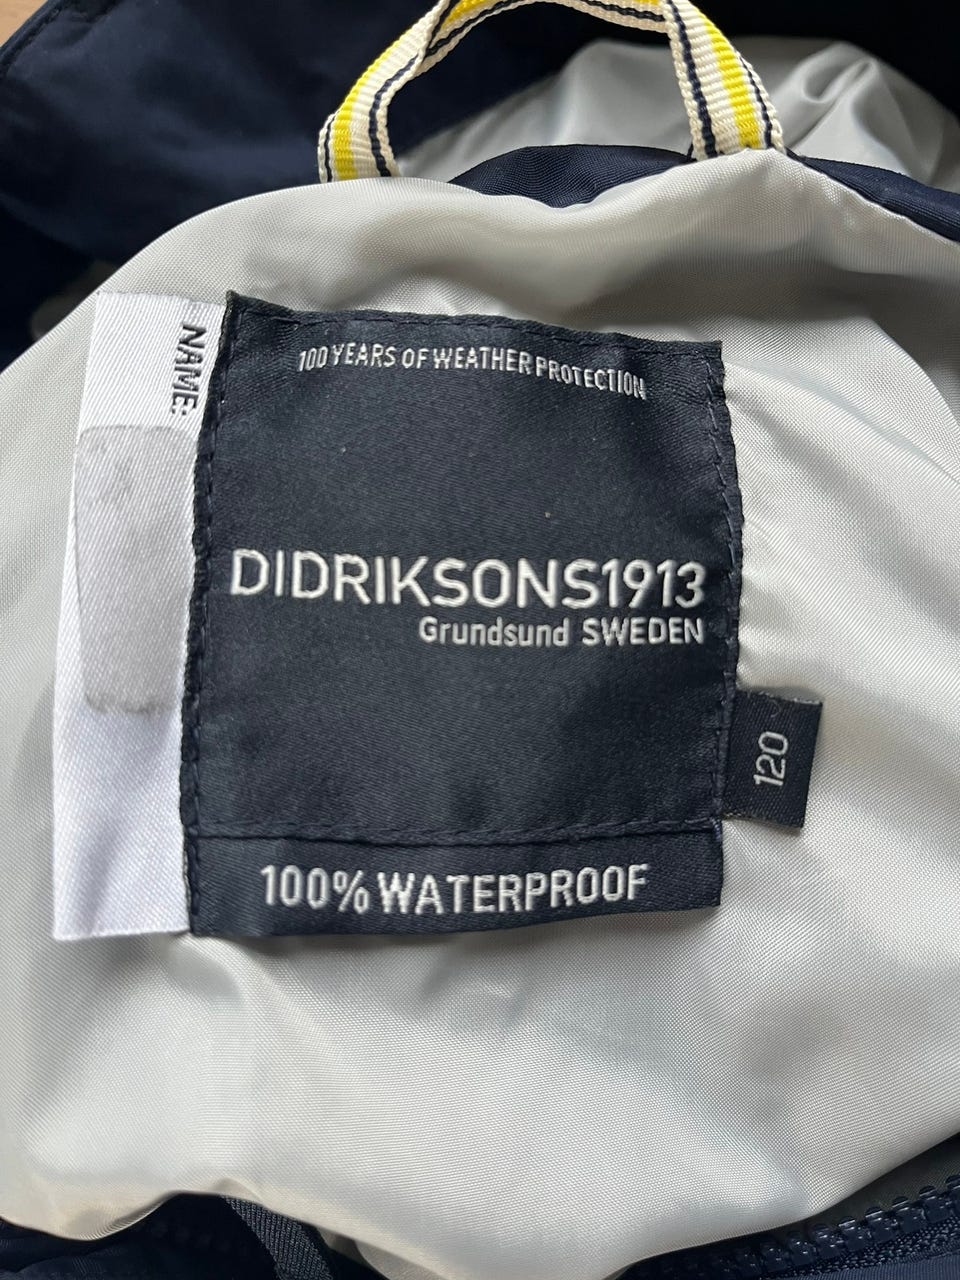 NAME:
100 YEARS OF WEATHER PROTECTION
DIDRIKSONS1913
Grundsund SWEDEN
120
100% WATERPROOF